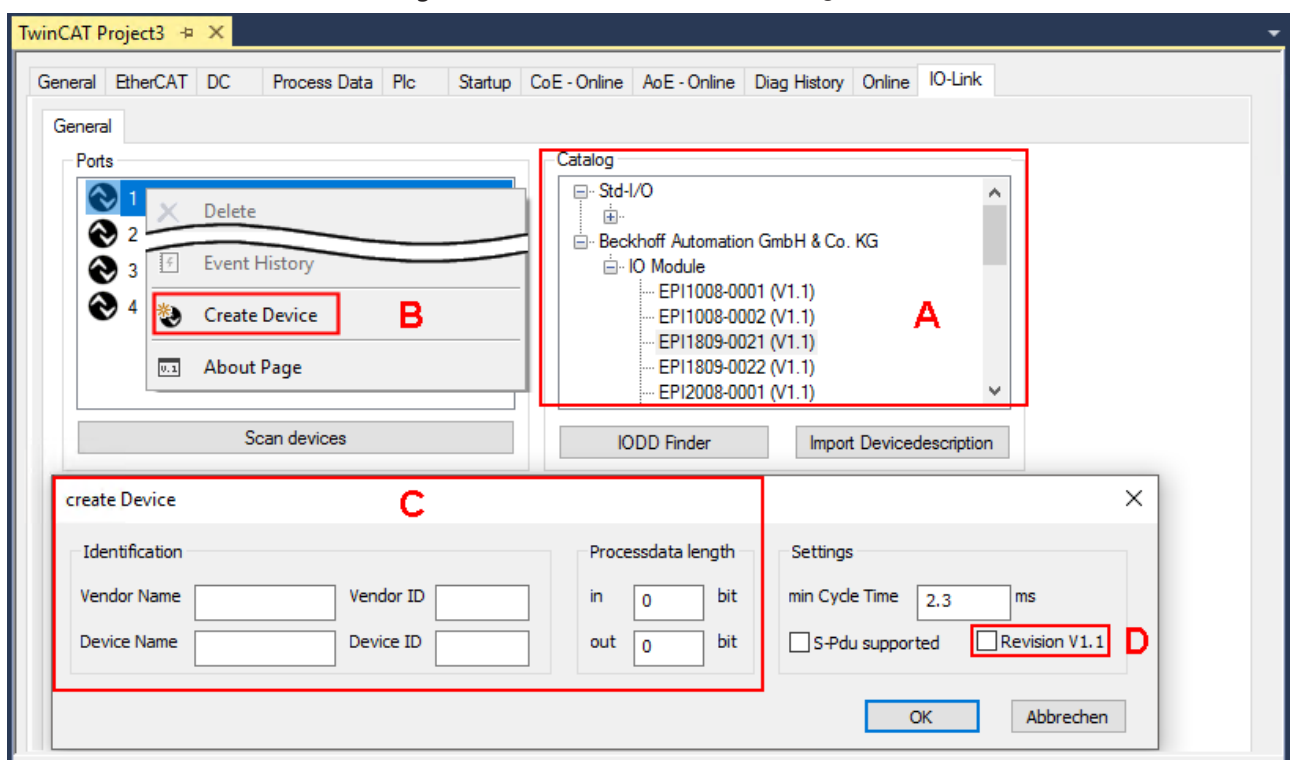 TwinCAT Project3
General EtherCAT DC Process Data Plc Startup CoE - Online AoE - Online Diag History Online IO-Link
General
Ports
1
2
3
4
Delete
Event History
Create Device
B
V.1
About Page
Scan devices
Catalog
Std-I/O
Beckhoff Automation GmbH & Co. KG
IO Module
EPI1008-0001 (V1.1)
EPI1008-0002 (V1.1)
EPI1809-0021 (V1.1)
EPI1809-0022 (V1.1)
EPI2008-0001 (V1.1)
A
IODD Finder Import Devicedescription
create Device
C
Identification
Vendor Name Vendor ID
Device Name Device ID
Processdata length
in 0 bit
out 0 bit
Settings
min Cycle Time 2.3 ms
S-Pdu supported Revision V1.1
D
OK Abbrechen